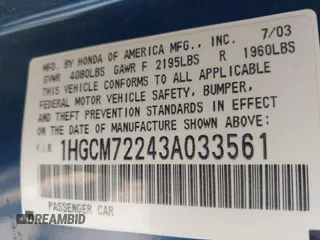 7/03
MFD. BY HONDA OF AMERICA MFG., INC.
GVWR 4080LBS GAWR F 2195LBS R 1960LBS
THIS VEHICLE CONFORMS TO ALL APPLICABLE
FEDERAL MOTOR VEHICLE SAFETY, BUMPER,
AND THEFT PREVENTION STANDARDS IN EFFECT
ON THE DATE OF MANUFACTURE SHOWN ABOVE.
V.I.N. 1HGCM72243A033561
PASSENGER CAR
DREAMBID